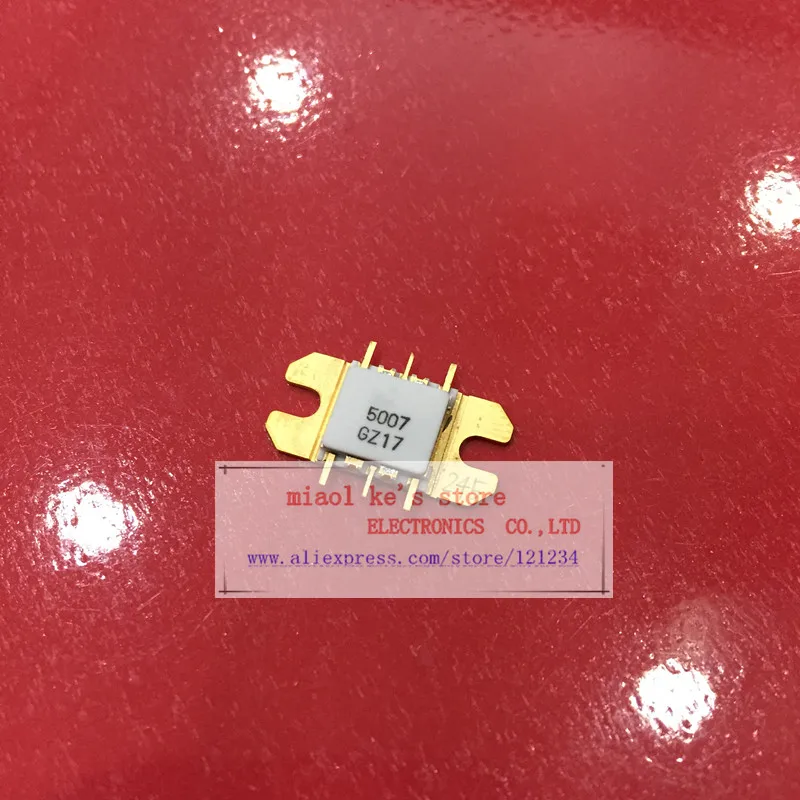 5007
GZ17
miaol ke's store
ELECTRONICS CO.,LTD
www.aliexpress.com/store/121234